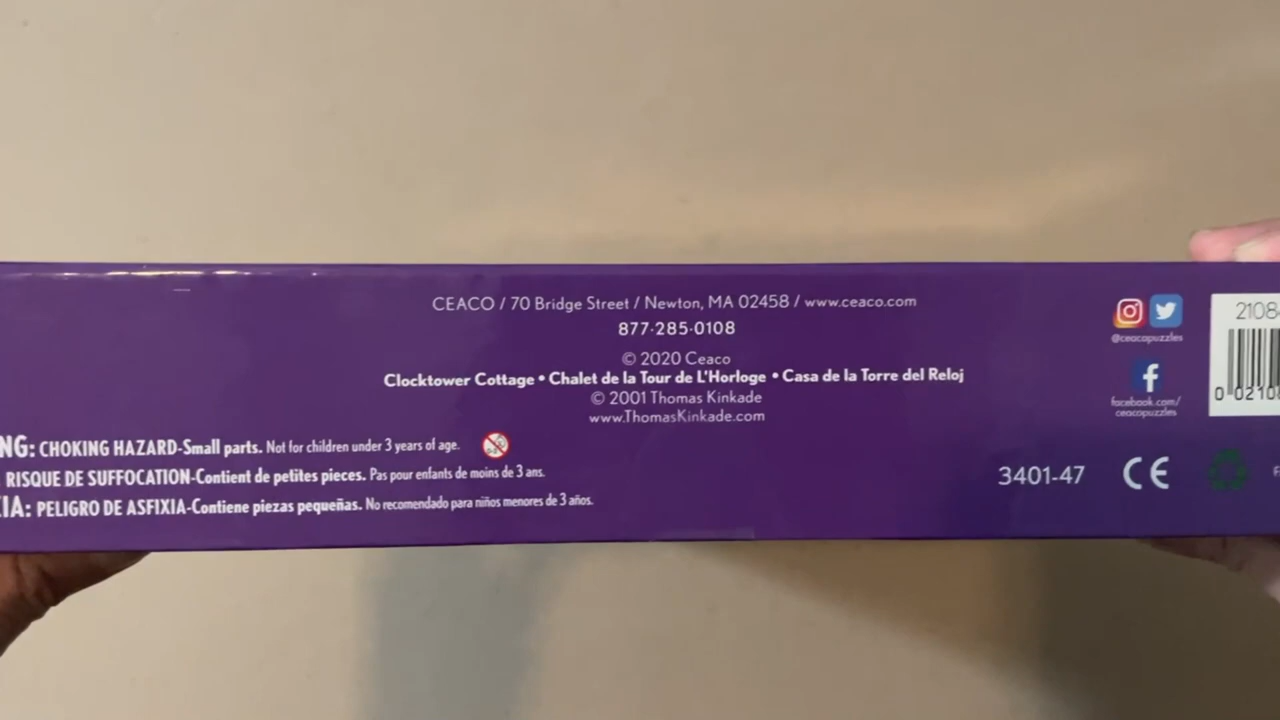 CEACO / 70 Bridge Street / Newton, MA 02458 / www.ceaco.com
877·285·0108
© 2020 Ceaco
Clocktower Cottage • Chalet de la Tour de L'Horloge • Casa de la Torre del Reloj
© 2001 Thomas Kinkade
www.ThomasKinkade.com
NG: CHOKING HAZARD-Small parts. Not for children under 3 years of age.
RISQUE DE SUFFOCATION-Contient de petites pieces. Pas pour enfants de moins de 3 ans.
IA: PELIGRO DE ASFIXIA-Contiene piezas pequeñas. No recomendado para niños menores de 3 años.
@ceacopuzzles
facebook.com/
ceacopuzzles
3401-47
CE
2108
0 02108